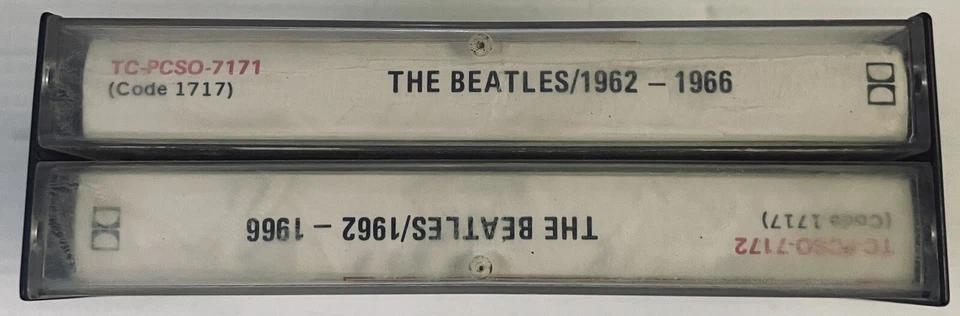 TC-PCSO-7171
(Code 1717)
THE BEATLES/1962 – 1966
TC-PCSO-7172
(Code 1717)
THE BEATLES/1962 – 1966